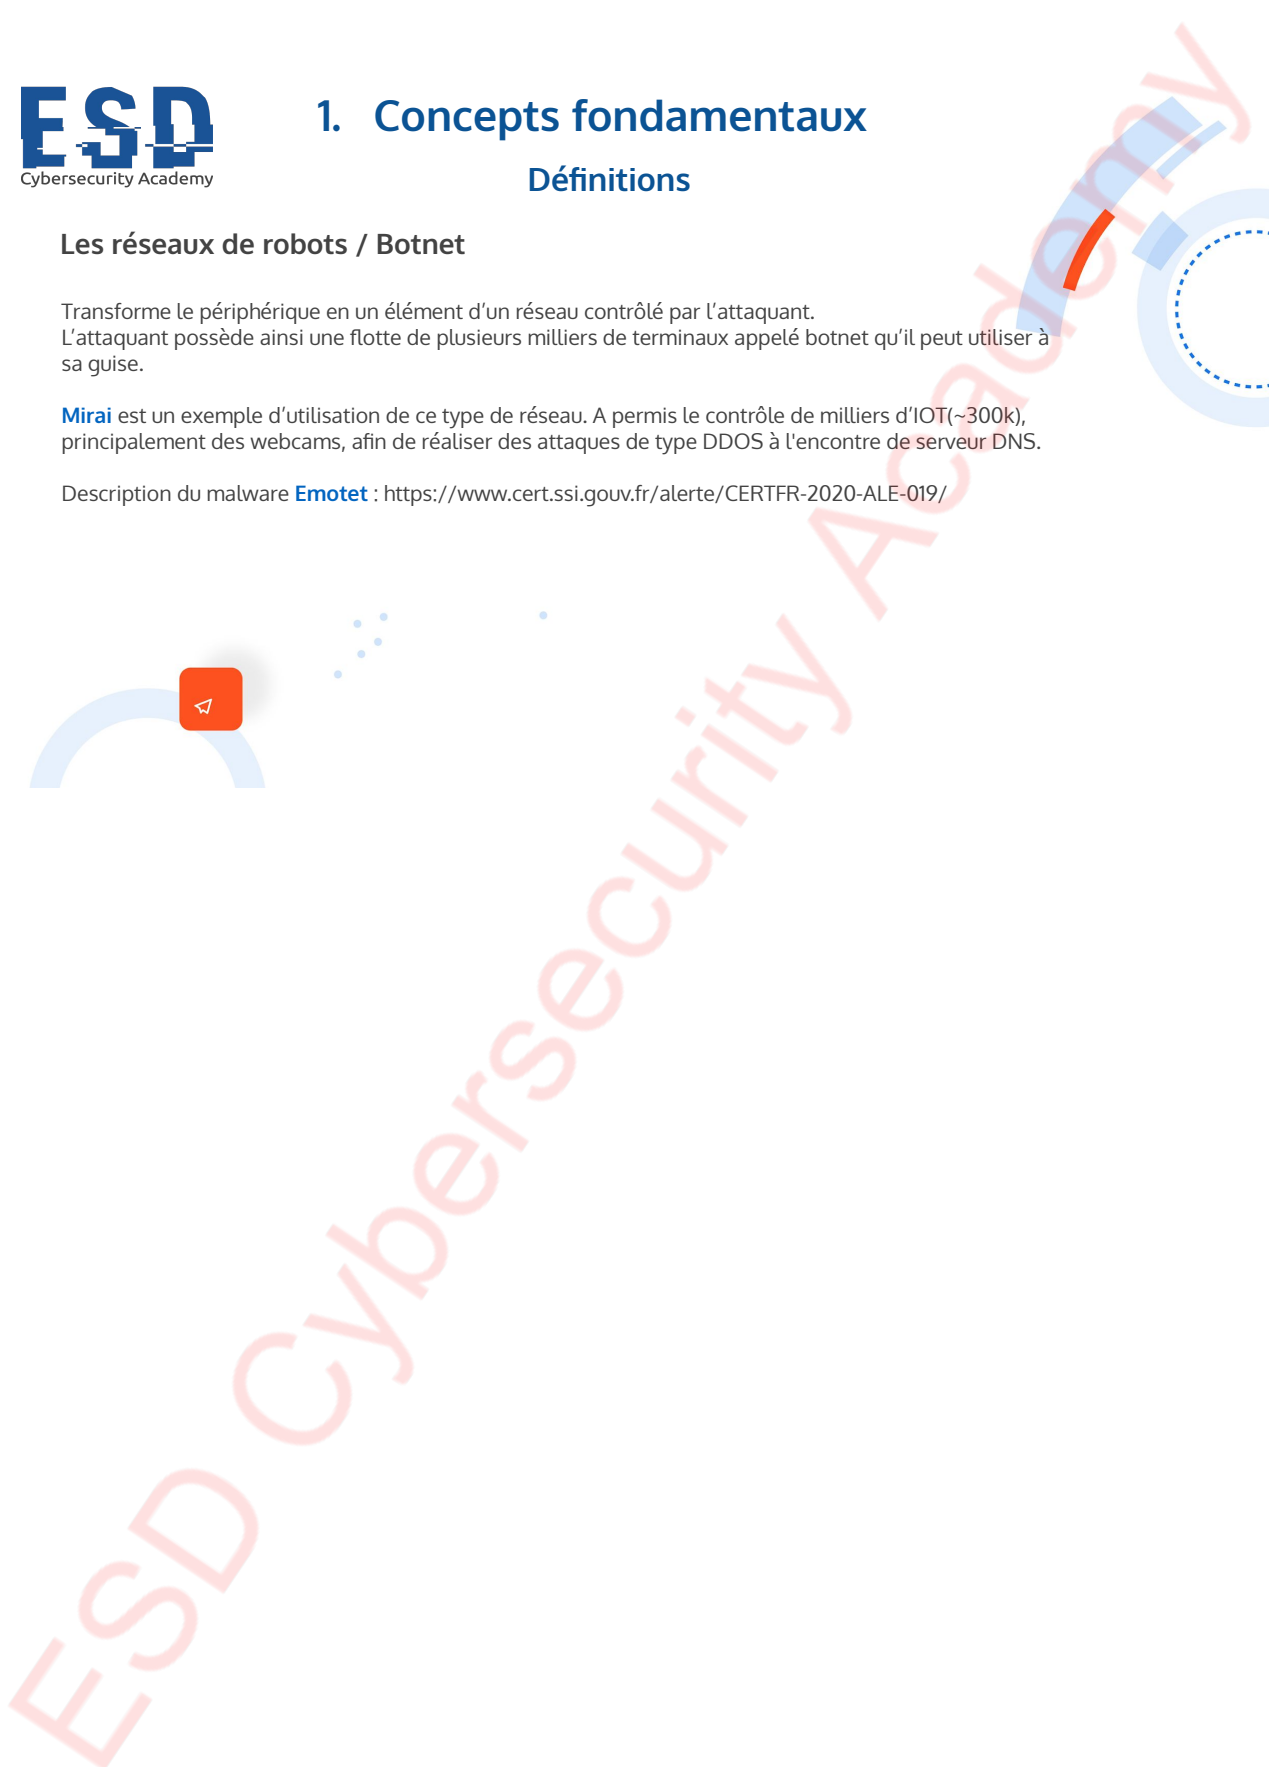 ESD
Cybersecurity Academy
1. Concepts fondamentaux
Définitions
Les réseaux de robots / Botnet
Transforme le périphérique en un élément d’un réseau contrôlé par l’attaquant.
L’attaquant possède ainsi une flotte de plusieurs milliers de terminaux appelé botnet qu’il peut utiliser à
sa guise.
Mirai est un exemple d’utilisation de ce type de réseau. A permis le contrôle de milliers d’IOT(~300k),
principalement des webcams, afin de réaliser des attaques de type DDOS à l'encontre de serveur DNS.
Description du malware Emotet : https://www.cert.ssi.gouv.fr/alerte/CERTFR-2020-ALE-019/
ESD Cybersecurity Academy